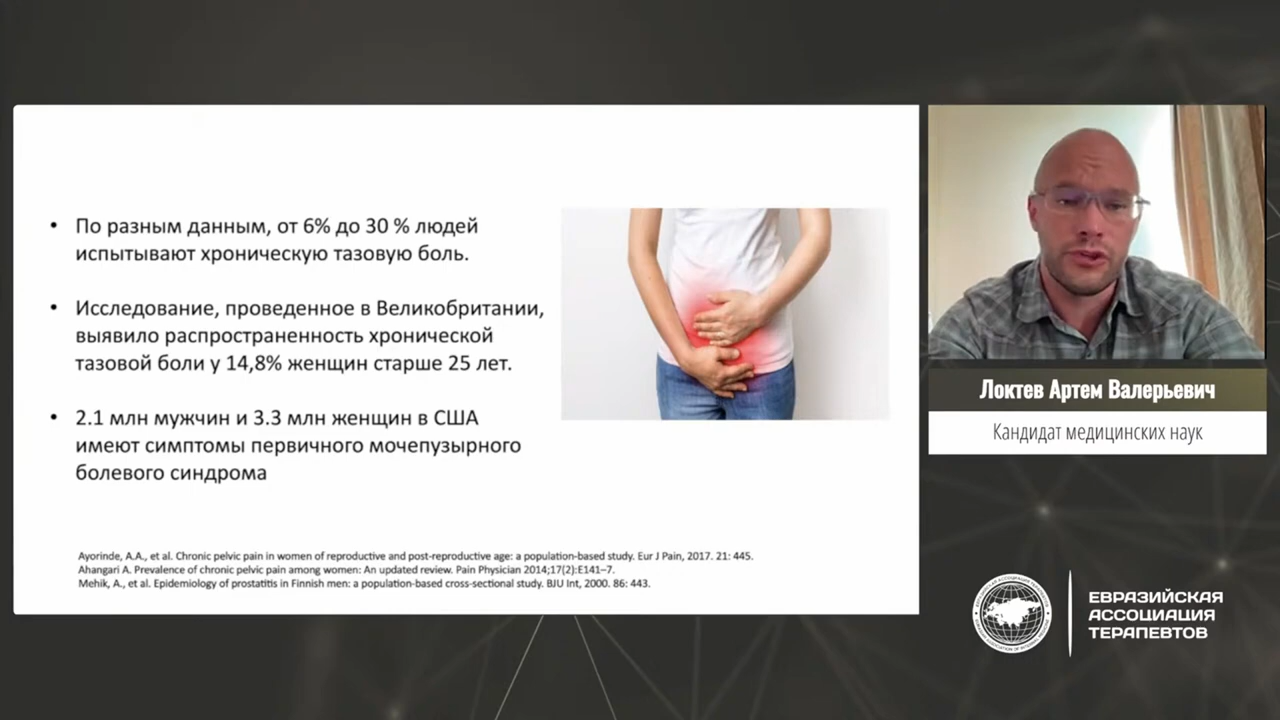 • По разным данным, от 6% до 30 % людей
испытывают хроническую тазовую боль.
• Исследование, проведенное в Великобритании,
выявило распространенность хронической
тазовой боли у 14,8% женщин старше 25 лет.
• 2.1 млн мужчин и 3.3 млн женщин в США
имеют симптомы первичного мочепузырного
болевого синдрома
Ayorinde, A.A., et al. Chronic pelvic pain in women of reproductive and post-reproductive age: a population-based study. Eur J Pain, 2017. 21: 445.
Ahangari A. Prevalence of chronic pelvic pain among women: An updated review. Pain Physician 2014;17(2):E141–7.
Mehik, A., et al. Epidemiology of prostatitis in Finnish men: a population-based cross-sectional study. BJU Int, 2000. 86: 443.
Локтев Артем Валерьевич
Кандидат медицинских наук
ЕВРАЗИЙСКАЯ
АССОЦИАЦИЯ
ТЕРАПЕВТОВ